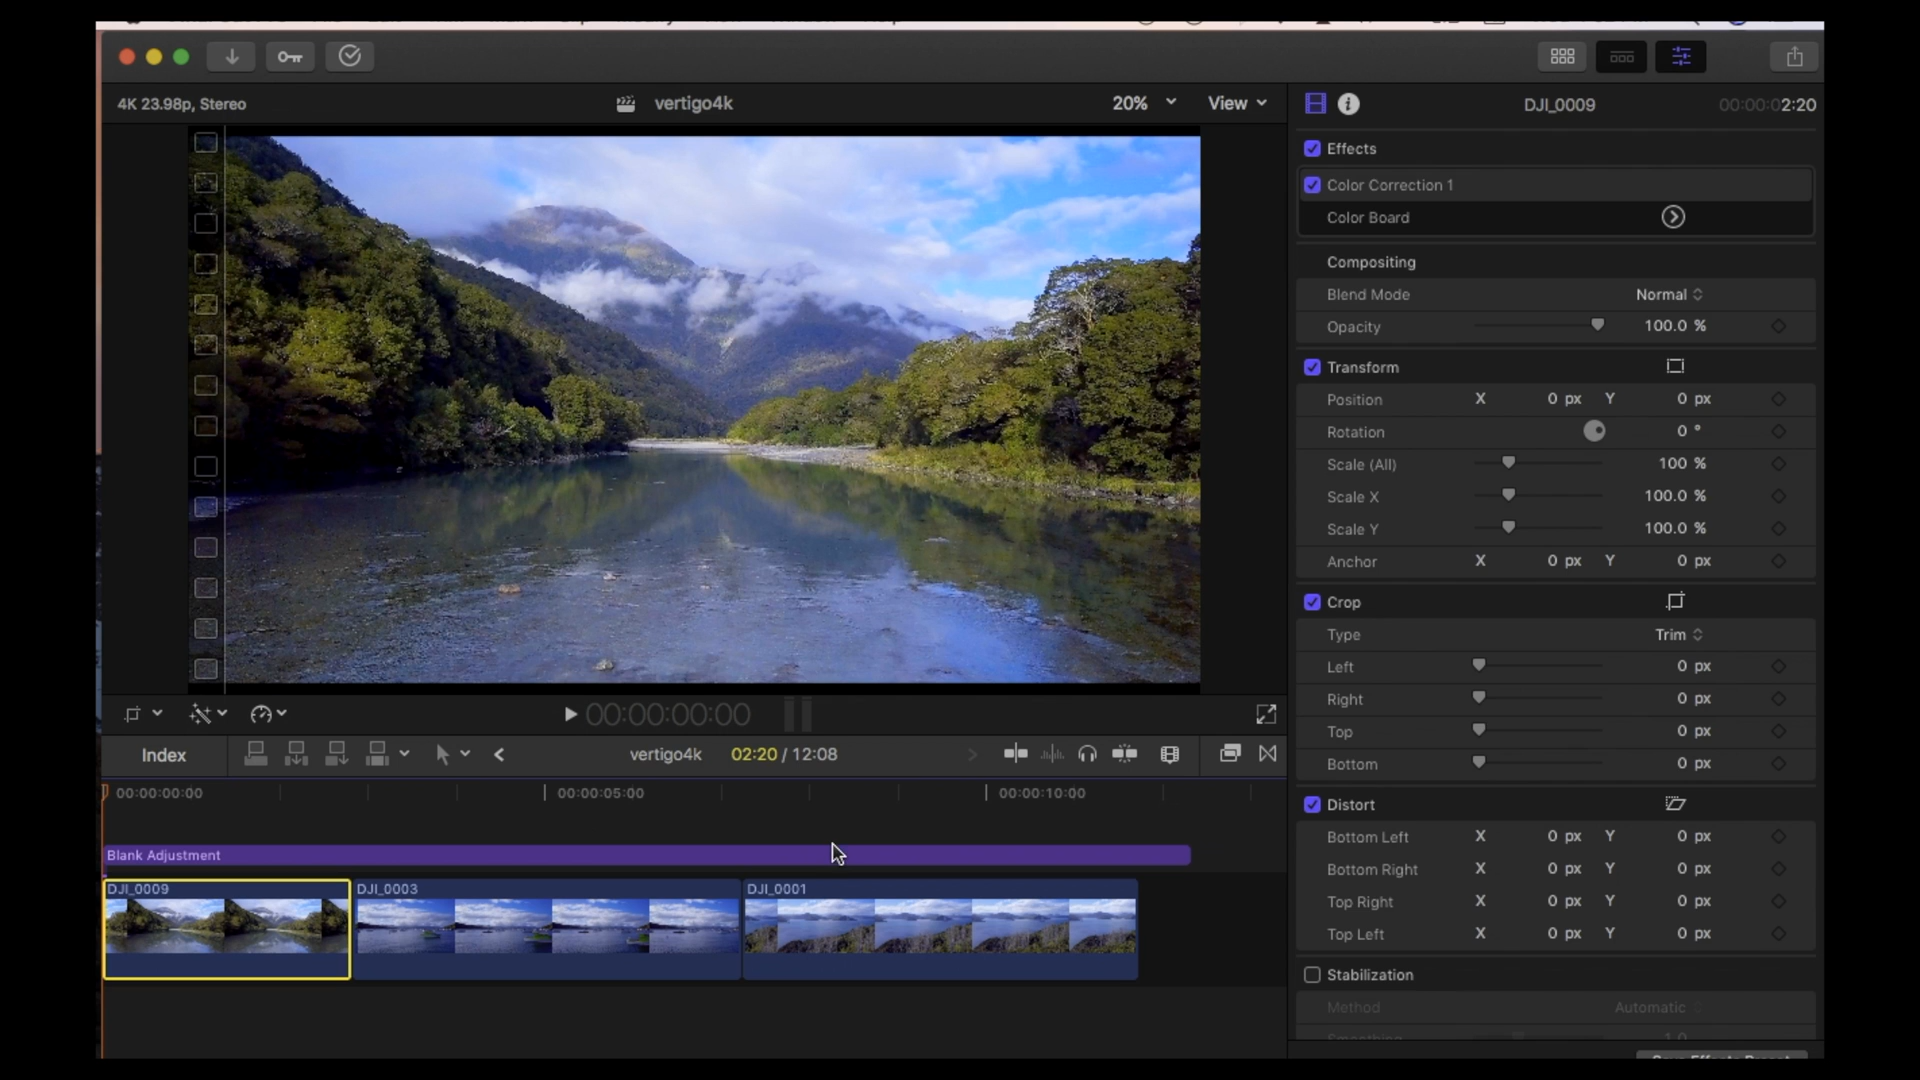 4K 23.98p, Stereo
vertigo4k
20%
View
DJI_0009
00:00:02:20
Effects
Color Correction 1
Color Board
Compositing
Blend Mode
Normal
Opacity
100.0 %
Transform
Position X 0 px Y 0 px
Rotation 0 °
Scale (All) 100 %
Scale X 100.0 %
Scale Y 100.0 %
Anchor X 0 px Y 0 px
Crop
Type Trim
Left 0 px
Right 0 px
Top 0 px
Bottom 0 px
Distort
Bottom Left X 0 px Y 0 px
Bottom Right X 0 px Y 0 px
Top Right X 0 px Y 0 px
Top Left X 0 px Y 0 px
Stabilization
Method Automatic
00:00:00:00
Index
vertigo4k
02:20 / 12:08
00:00:00:00
00:00:05:00
00:00:10:00
Blank Adjustment
DJI_0009
DJI_0003
DJI_0001